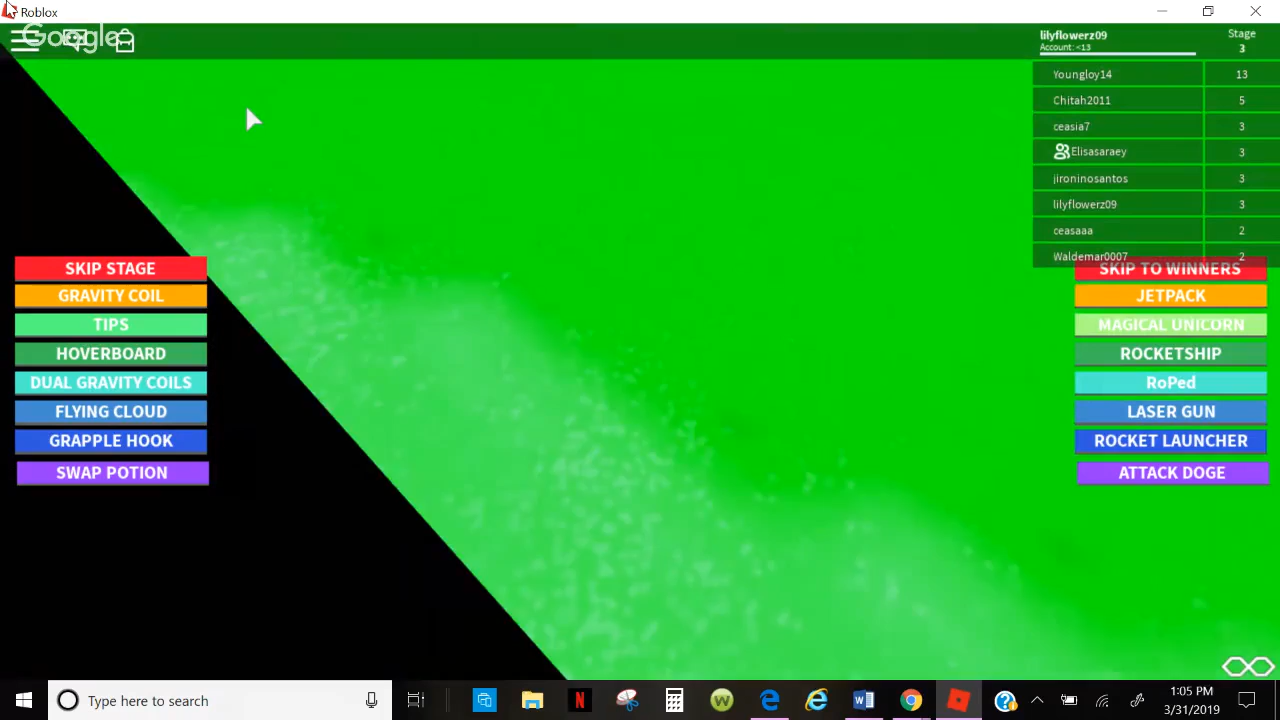 Roblox
Google
lilyflowerz09
Account: <13
Stage
3
Youngloy14 13
Chitah2011 5
ceasia7 3
Elisasaraey 3
jironinosantos 3
lilyflowerz09 3
ceasaaa 2
Waldemar0007 2
SKIP STAGE
GRAVITY COIL
TIPS
HOVERBOARD
DUAL GRAVITY COILS
FLYING CLOUD
GRAPPLE HOOK
SWAP POTION
SKIP TO WINNERS
JETPACK
MAGICAL UNICORN
ROCKETSHIP
RoPed
LASER GUN
ROCKET LAUNCHER
ATTACK DOGE
Type here to search
1:05 PM
3/31/2019